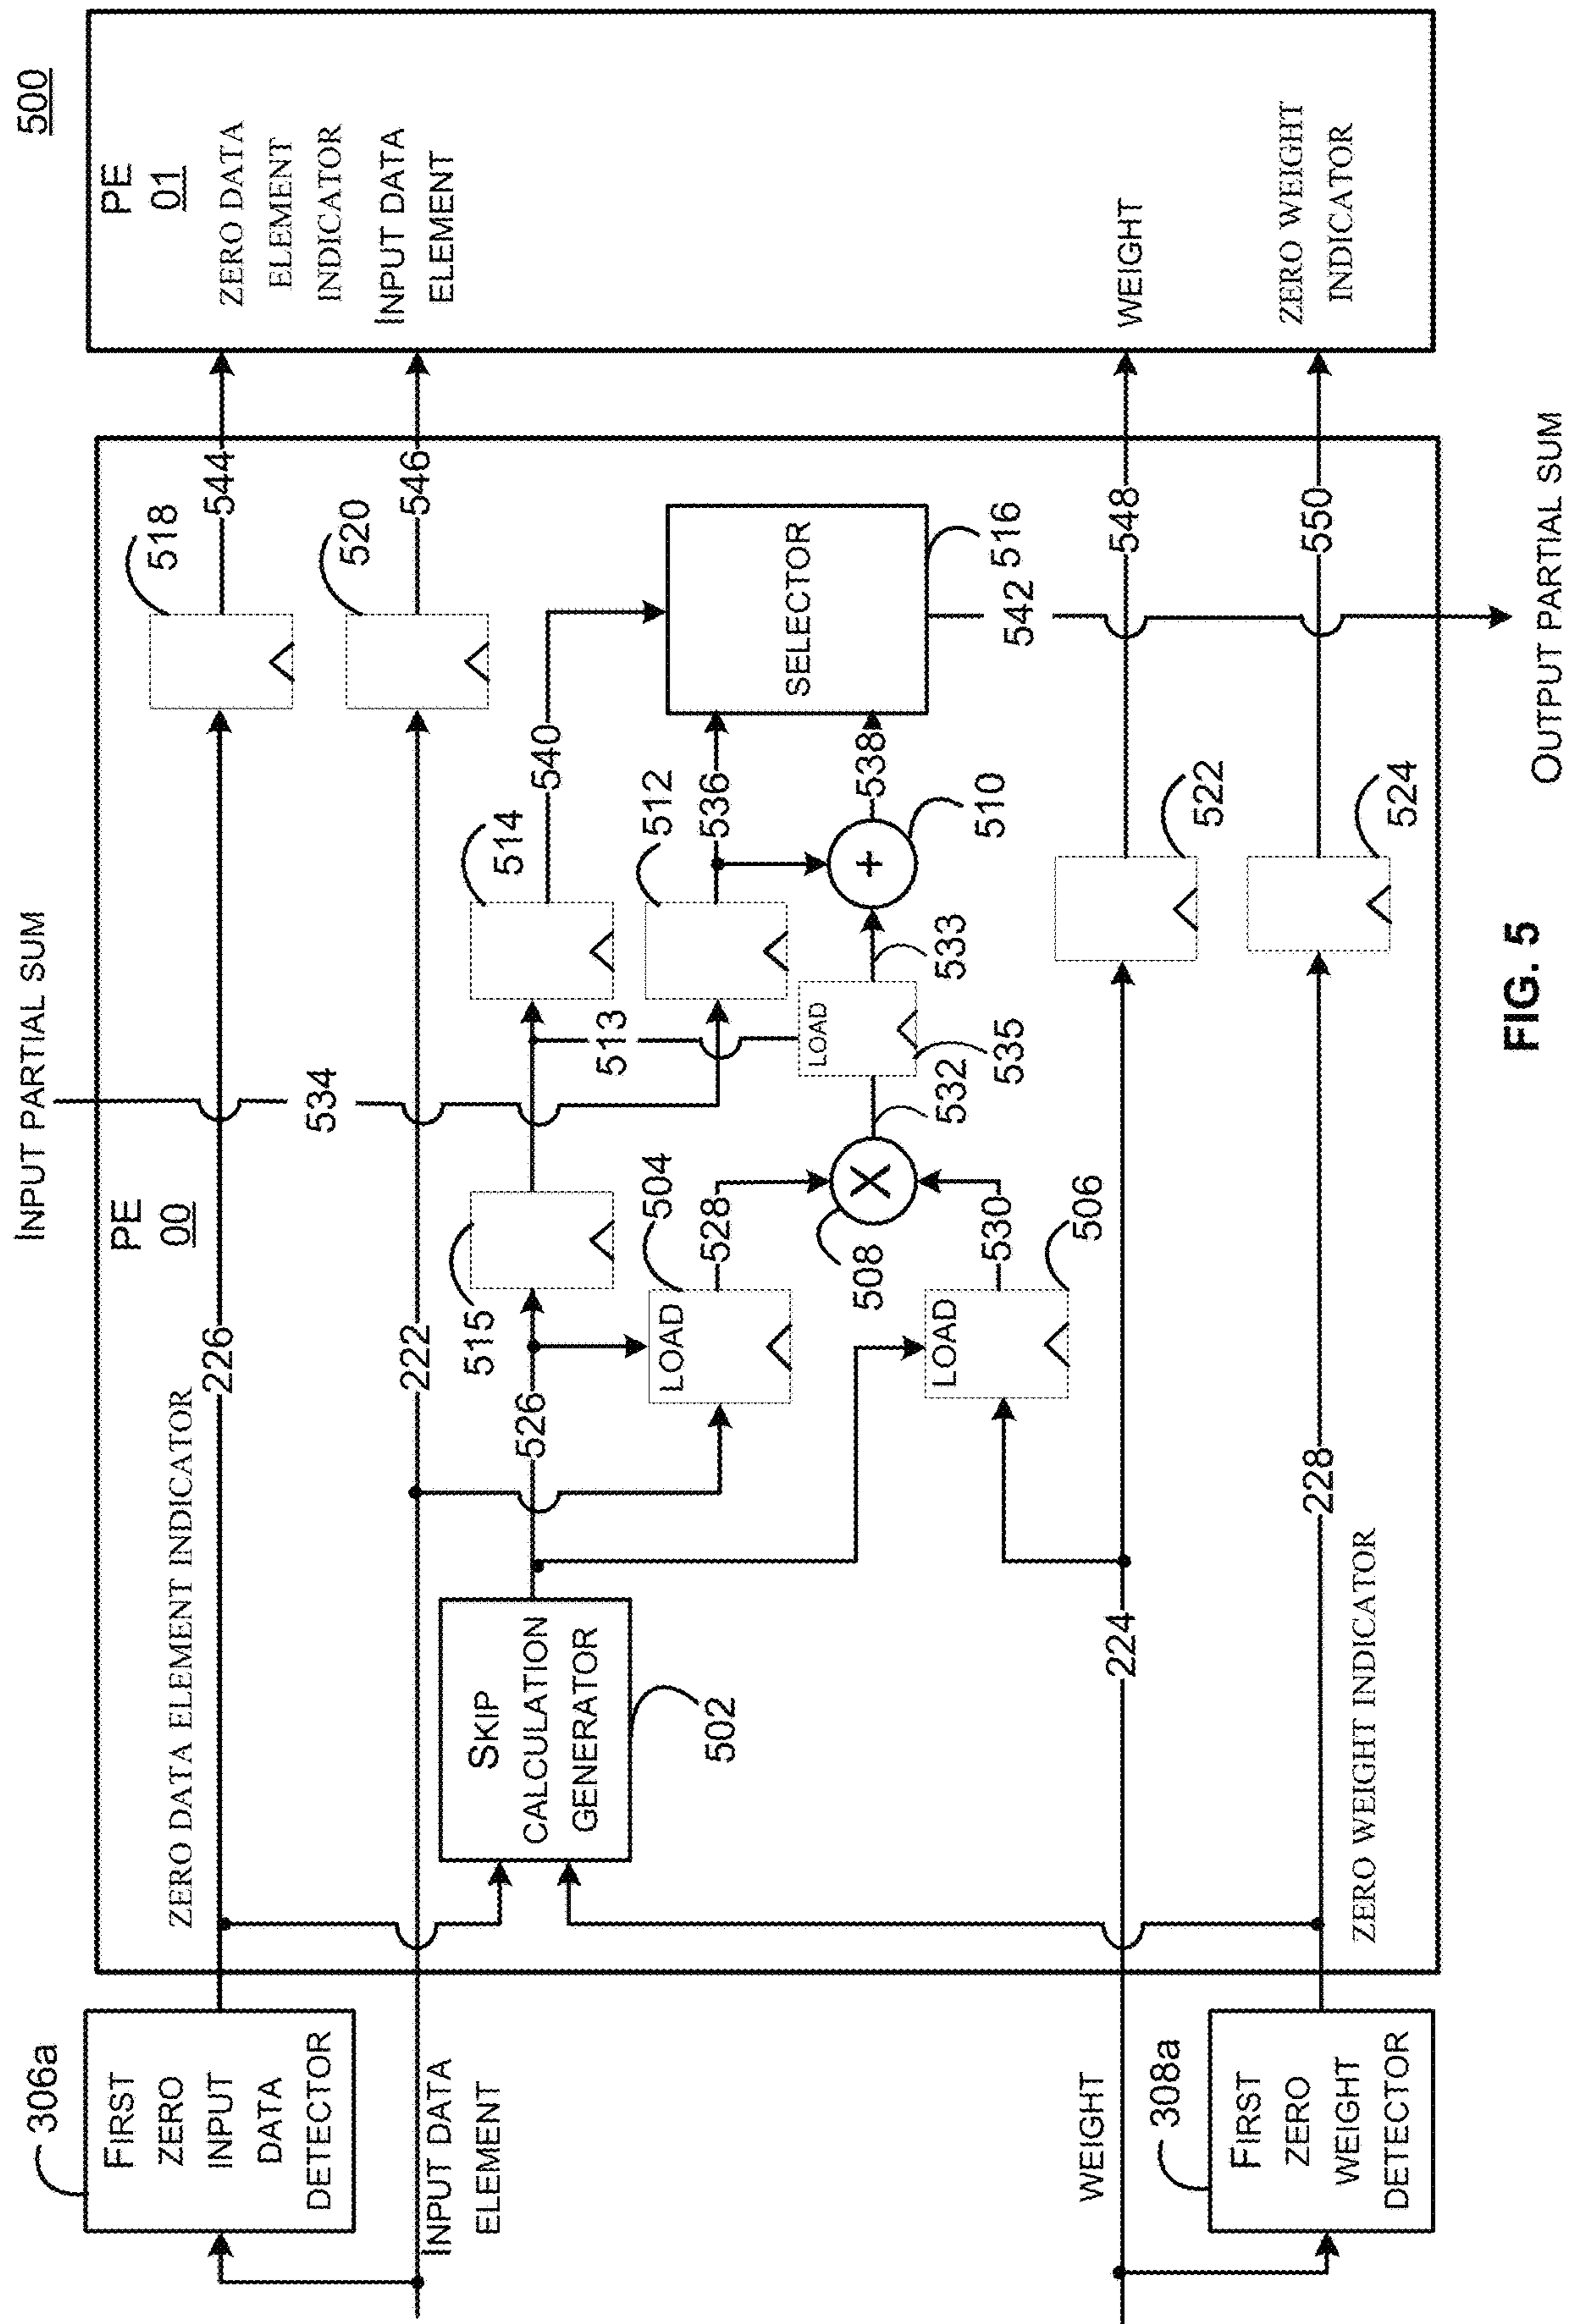 500
INPUT PARTIAL SUM
PE
00
PE
01
306a
FIRST
ZERO
INPUT
DATA
DETECTOR
ZERO DATA ELEMENT INDICATOR
226
534
518
544
ZERO DATA
ELEMENT
INDICATOR
INPUT DATA
ELEMENT
222
520
546
INPUT DATA
ELEMENT
SKIP
CALCULATION
GENERATOR
502
526
515
513
514
540
504
LOAD
528
512
536
SELECTOR
516
542
508
X
532
LOAD
535
533
+
510
538
LOAD
530
506
WEIGHT
224
522
548
WEIGHT
308a
FIRST
ZERO
WEIGHT
DETECTOR
228
ZERO WEIGHT INDICATOR
524
550
ZERO WEIGHT
INDICATOR
OUTPUT PARTIAL SUM
FIG. 5